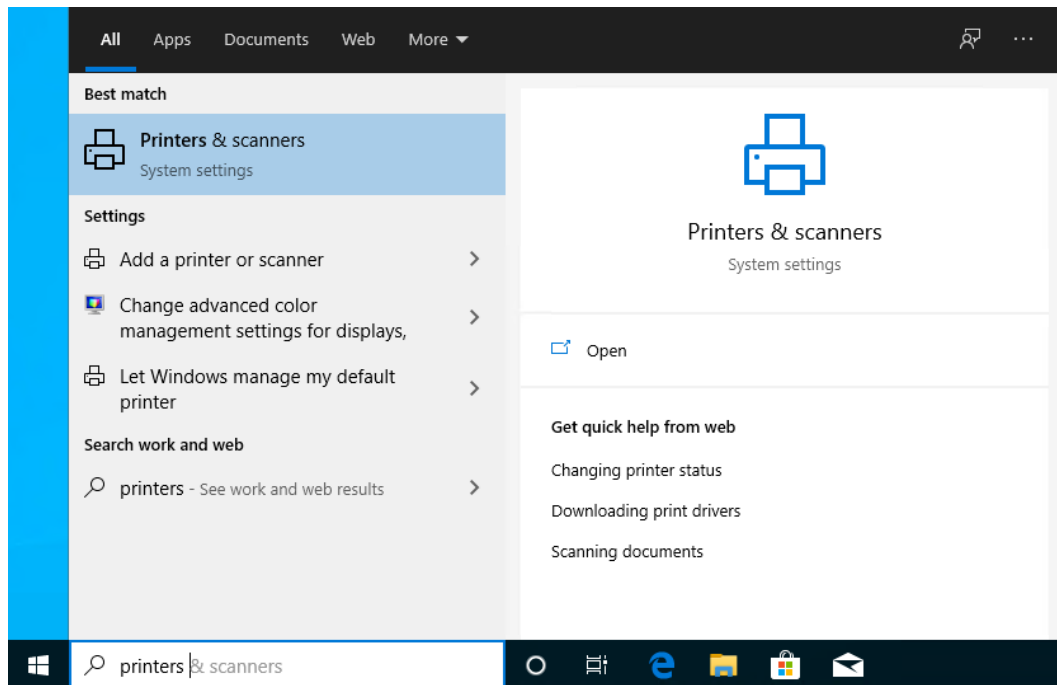 All Apps Documents Web More
Best match
Printers & scanners
System settings
Settings
Add a printer or scanner
Change advanced color
management settings for displays,
Let Windows manage my default
printer
Search work and web
printers - See work and web results
Printers & scanners
System settings
Open
Get quick help from web
Changing printer status
Downloading print drivers
Scanning documents
printers & scanners